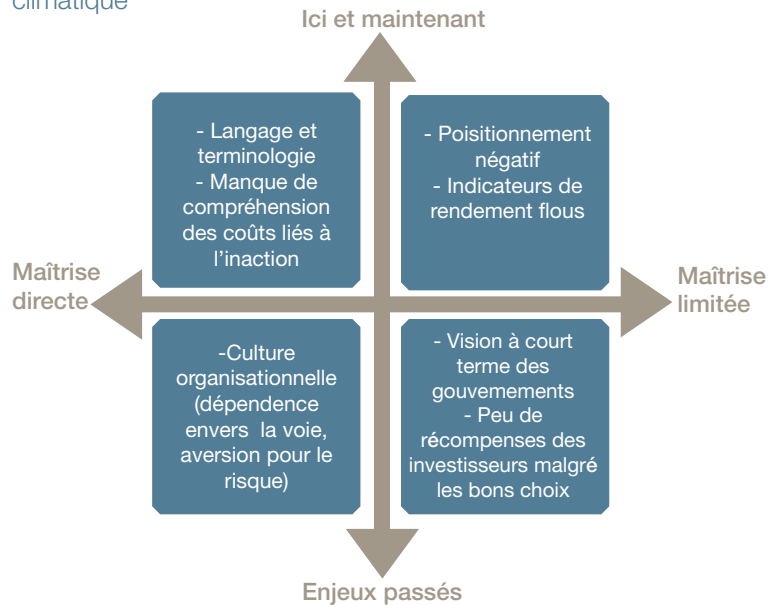 climatique
Ici et maintenant
- Langage et
terminologie
- Manque de
compréhension
des coûts liés à
l'inaction
- Poisitionnement
négatif
- Indicateurs de
rendement flous
Maîtrise
directe
Maîtrise
limitée
-Culture
organisationnelle
(dépendence
envers la voie,
aversion pour le
risque)
- Vision à court
terme des
gouvemements
- Peu de
récompenses des
investisseurs malgré
les bons choix
Enjeux passés